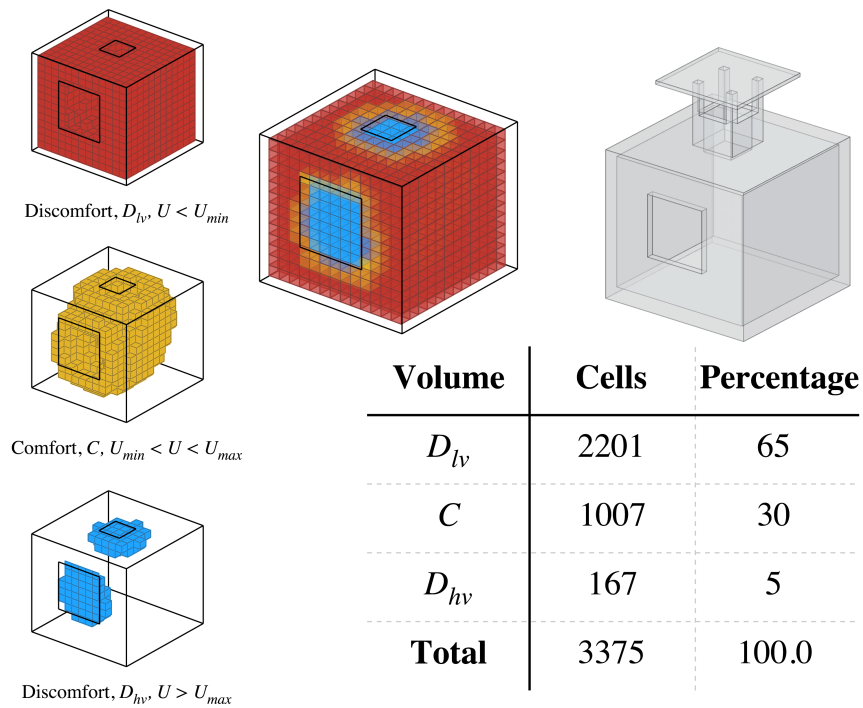 Discomfort, D_lv, U < U_min
Comfort, C, U_min < U < U_max
Discomfort, D_hv, U > U_max
Volume Cells Percentage
D_lv 2201 65
C 1007 30
D_hv 167 5
Total 3375 100.0